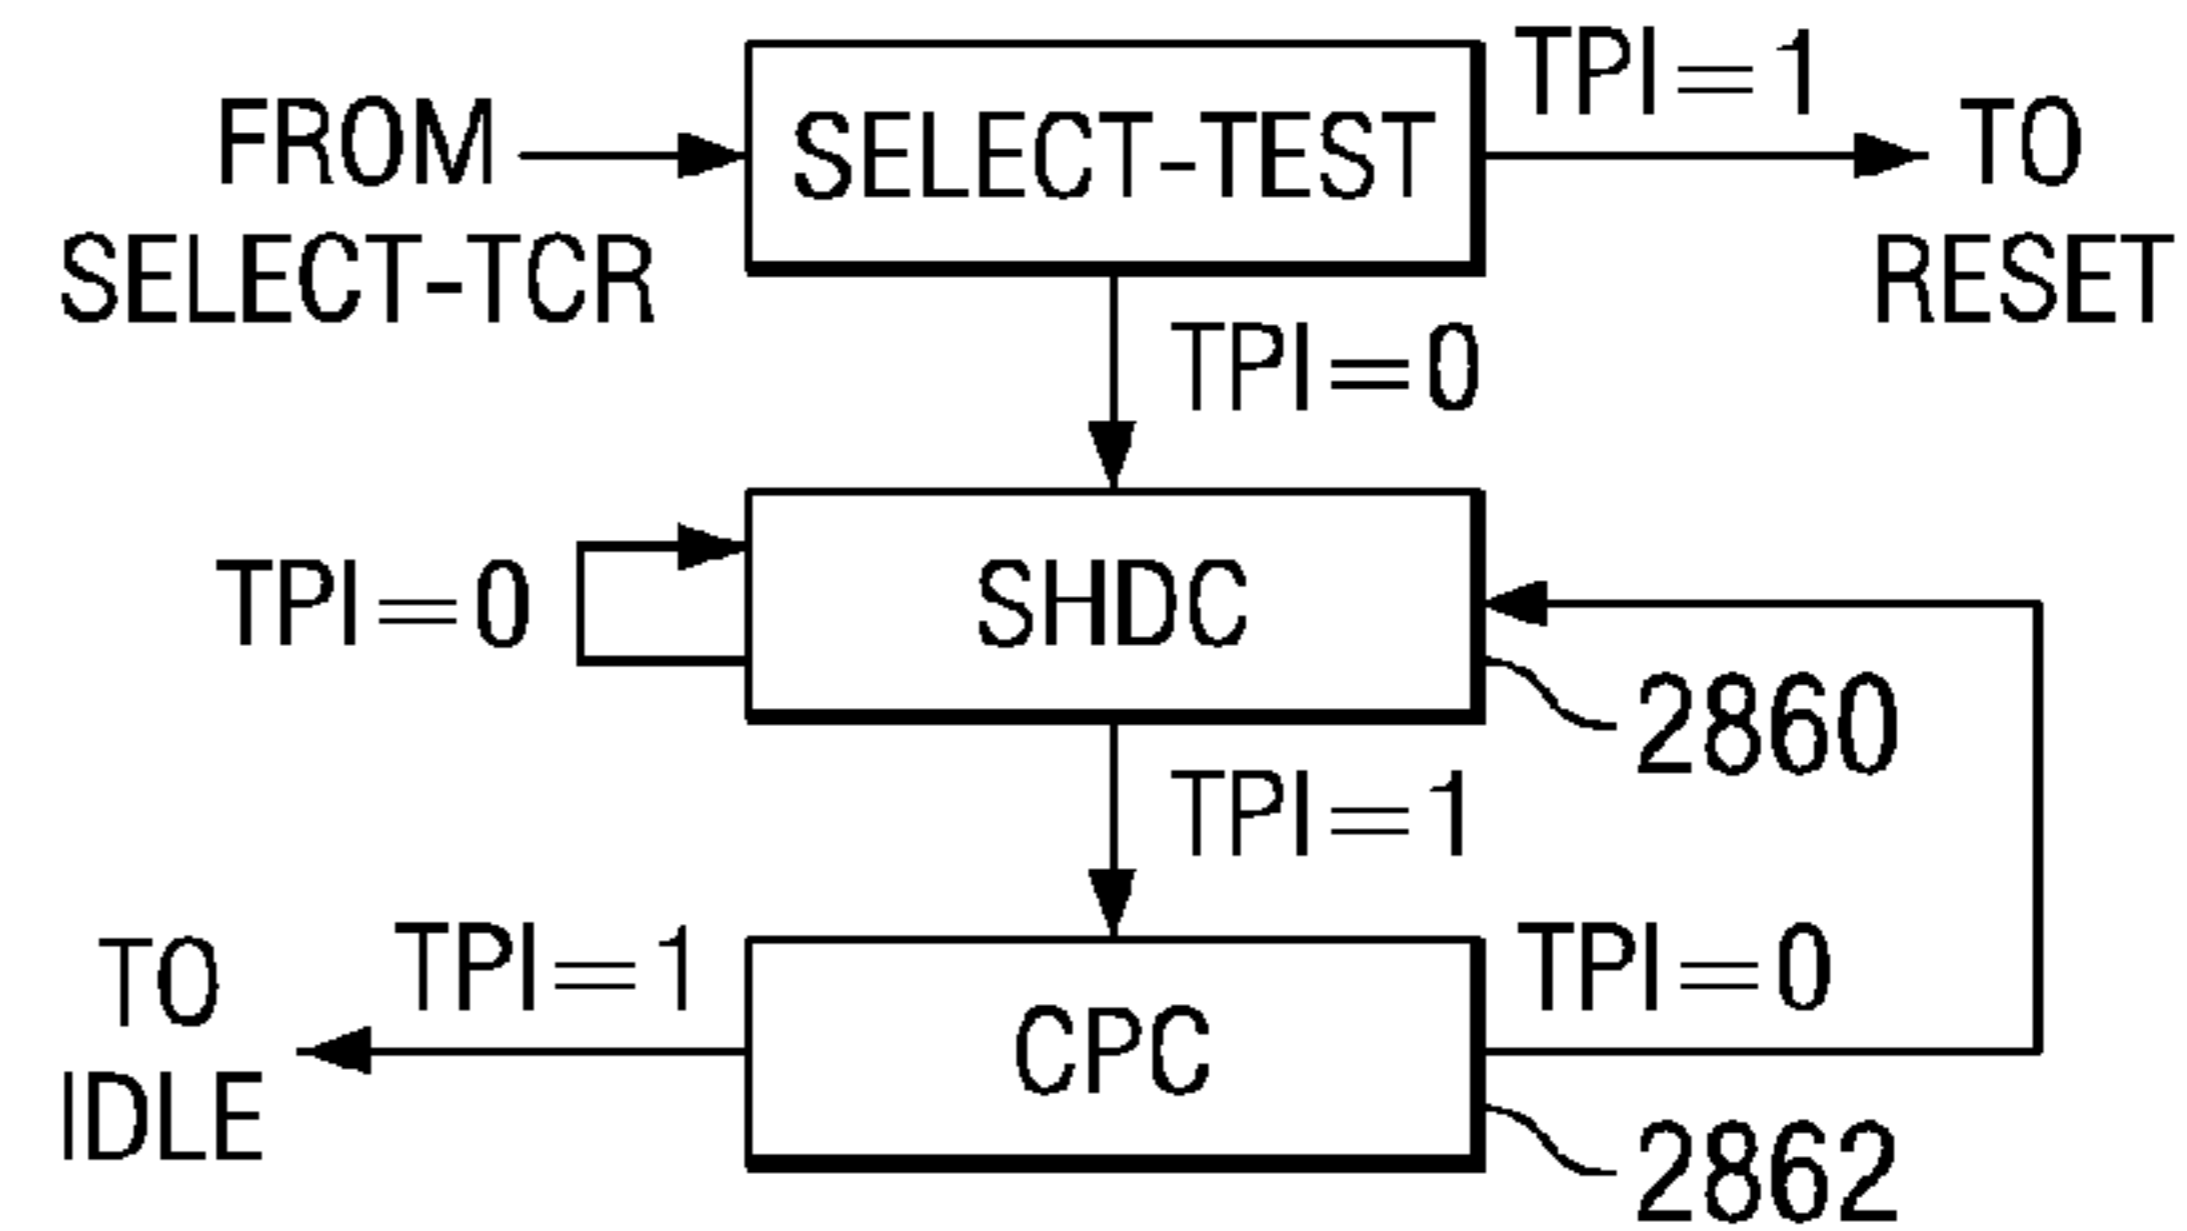 TPI=1
FROM
SELECT-TCR
SELECT-TEST
TO
RESET
TPI=0
TPI=0
SHDC
2860
TPI=1
TO
IDLE
TPI=1
CPC
TPI=0
2862